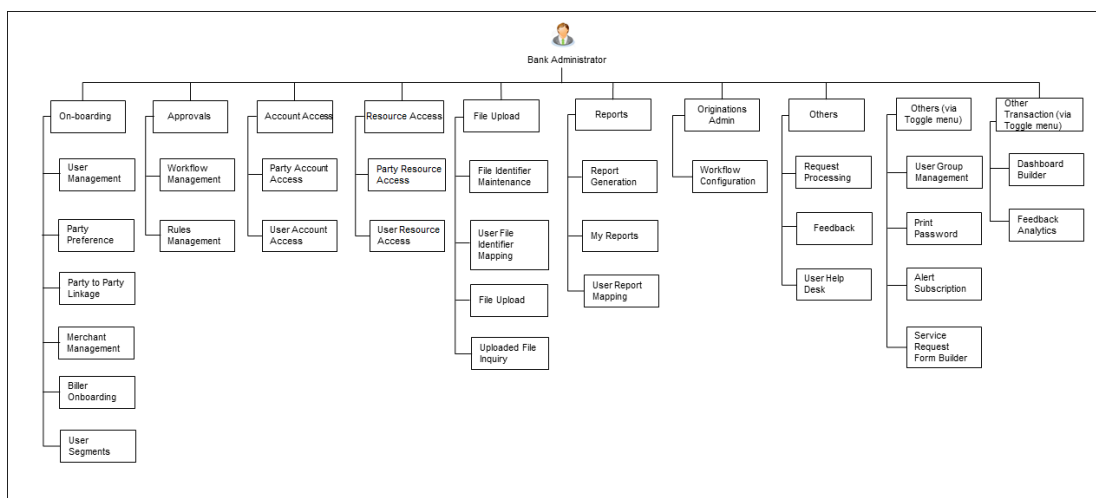 Bank Administrator
On-boarding
User
Management
Party
Preference
Party to Party
Linkage
Merchant
Management
Biller
Onboarding
User
Segments
Approvals
Workflow
Management
Rules
Management
Account Access
Party Account
Access
User Account
Access
Resource Access
Party Resource
Access
User Resource
Access
File Upload
File Identifier
Maintenance
User File
Identifier
Mapping
File Upload
Uploaded File
Inquiry
Reports
Report
Generation
My Reports
User Report
Mapping
Originations
Admin
Workflow
Configuration
Others
Request
Processing
Feedback
User Help
Desk
Others (via
Toggle menu)
User Group
Management
Print
Password
Alert
Subscription
Service
Request
Form Builder
Other
Transaction (via
Toggle menu)
Dashboard
Builder
Feedback
Analytics